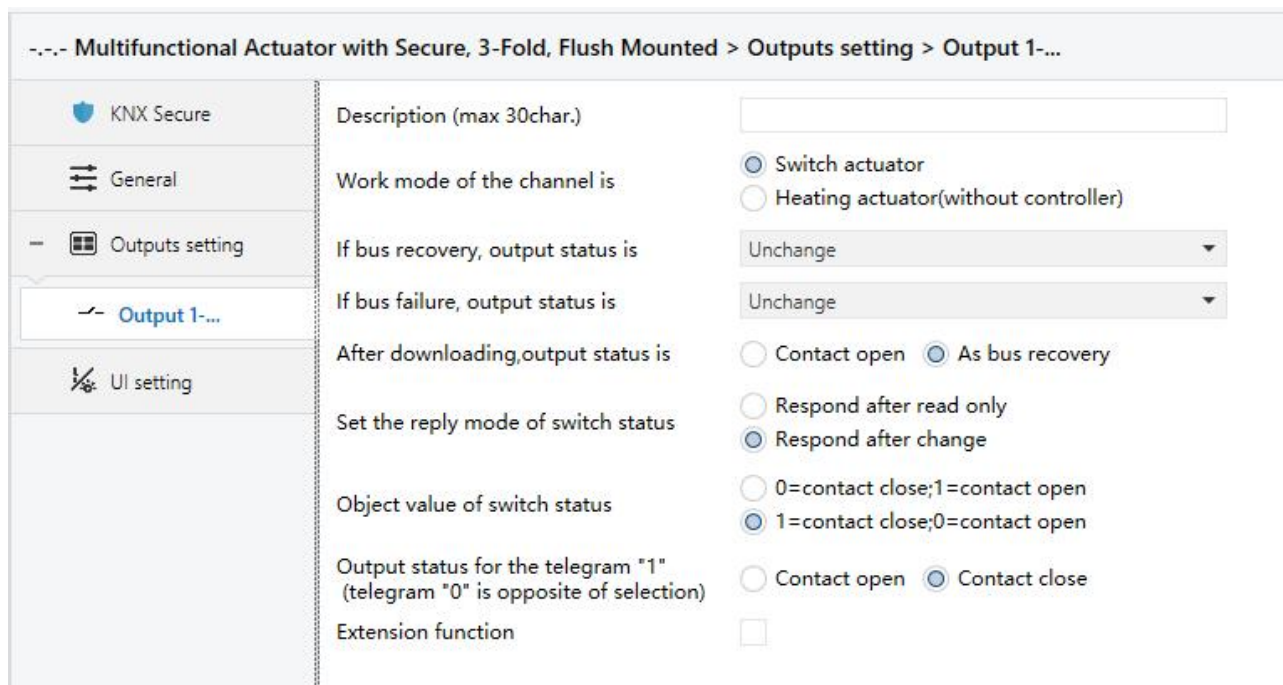 -.-.- Multifunctional Actuator with Secure, 3-Fold, Flush Mounted > Outputs setting > Output 1-...
KNX Secure
General
Outputs setting
Output 1-...
UI setting
Description (max 30char.)
Work mode of the channel is
Switch actuator
Heating actuator(without controller)
If bus recovery, output status is
Unchange
If bus failure, output status is
Unchange
After downloading,output status is
Contact open
As bus recovery
Set the reply mode of switch status
Respond after read only
Respond after change
Object value of switch status
0=contact close;1=contact open
1=contact close;0=contact open
Output status for the telegram "1"
(telegram "0" is opposite of selection)
Contact open
Contact close
Extension function